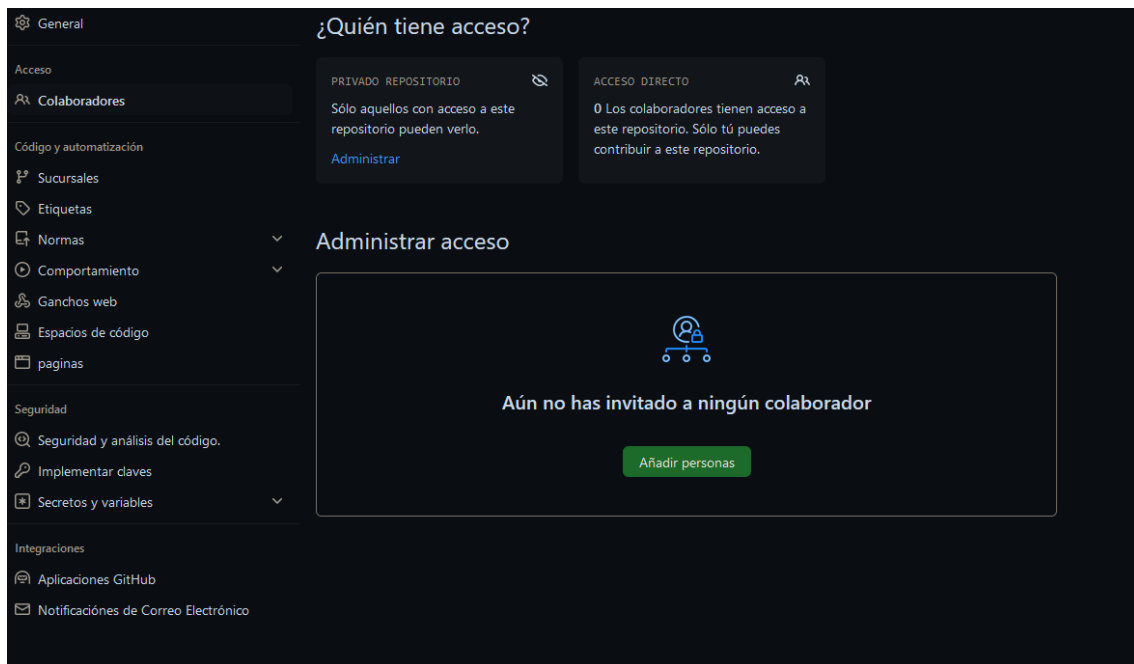 General
Acceso
Colaboradores
Código y automatización
Sucursales
Etiquetas
Normas
Comportamiento
Ganchos web
Espacios de código
paginas
Seguridad
Seguridad y análisis del código.
Implementar claves
Secretos y variables
Integraciones
Aplicaciones GitHub
Notificaciónes de Correo Electrónico
¿Quién tiene acceso?
PRIVADO REPOSITORIO
Sólo aquellos con acceso a este
repositorio pueden verlo.
Administrar
ACCESO DIRECTO
0 Los colaboradores tienen acceso a
este repositorio. Sólo tú puedes
contribuir a este repositorio.
Administrar acceso
Aún no has invitado a ningún colaborador
Añadir personas